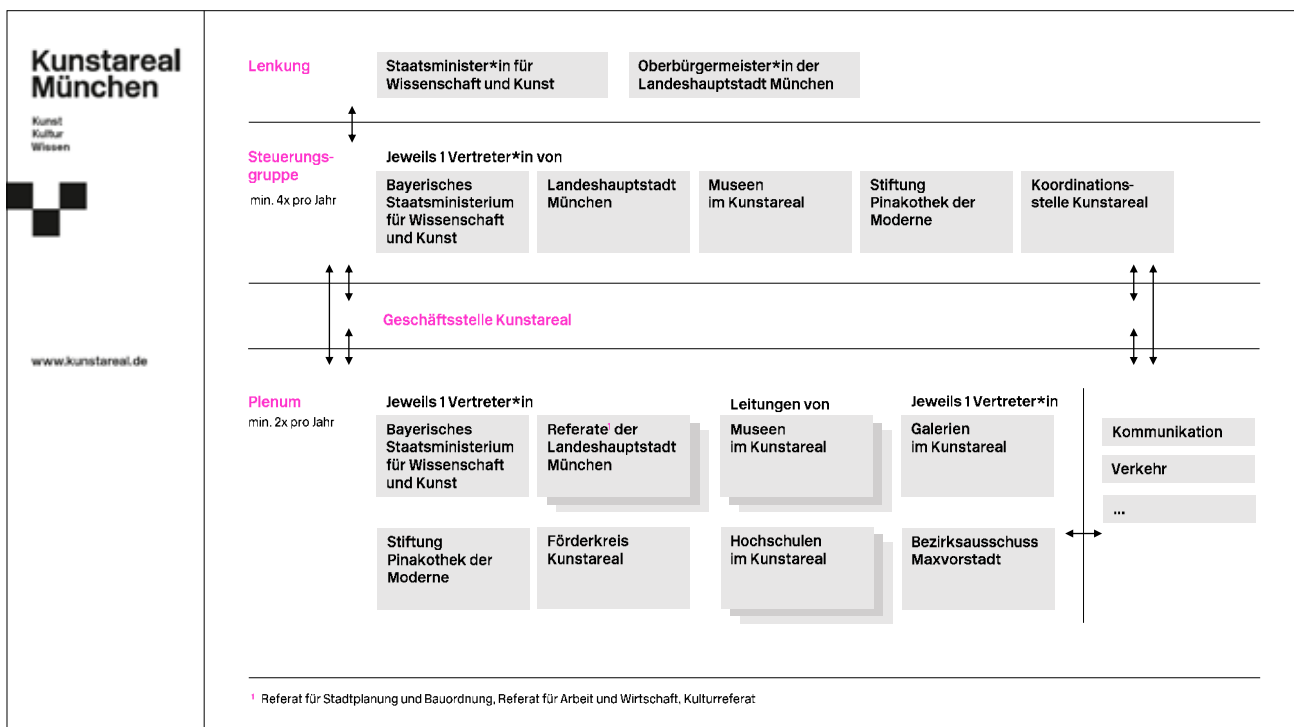 Kunstareal
München
Kunst
Kultur
Wissen
www.kunstareal.de
Lenkung
Staatsminister*in für
Wissenschaft und Kunst
Oberbürgermeister*in der
Landeshauptstadt München
Steuerungs-
gruppe
min. 4x pro Jahr
Jeweils 1 Vertreter*in von
Bayerisches
Staatsministerium
für Wissenschaft
und Kunst
Landeshauptstadt
München
Museen
im Kunstareal
Stiftung
Pinakothek der
Moderne
Koordinations-
stelle Kunstareal
Geschäftsstelle Kunstareal
Plenum
min. 2x pro Jahr
Jeweils 1 Vertreter*in
Bayerisches
Staatsministerium
für Wissenschaft
und Kunst
Referate¹ der
Landeshauptstadt
München
Leitungen von
Museen
im Kunstareal
Jeweils 1 Vertreter*in
Galerien
im Kunstareal
Stiftung
Pinakothek der
Moderne
Förderkreis
Kunstareal
Hochschulen
im Kunstareal
Bezirksausschuss
Maxvorstadt
Kommunikation
Verkehr
...
¹ Referat für Stadtplanung und Bauordnung, Referat für Arbeit und Wirtschaft, Kulturreferat